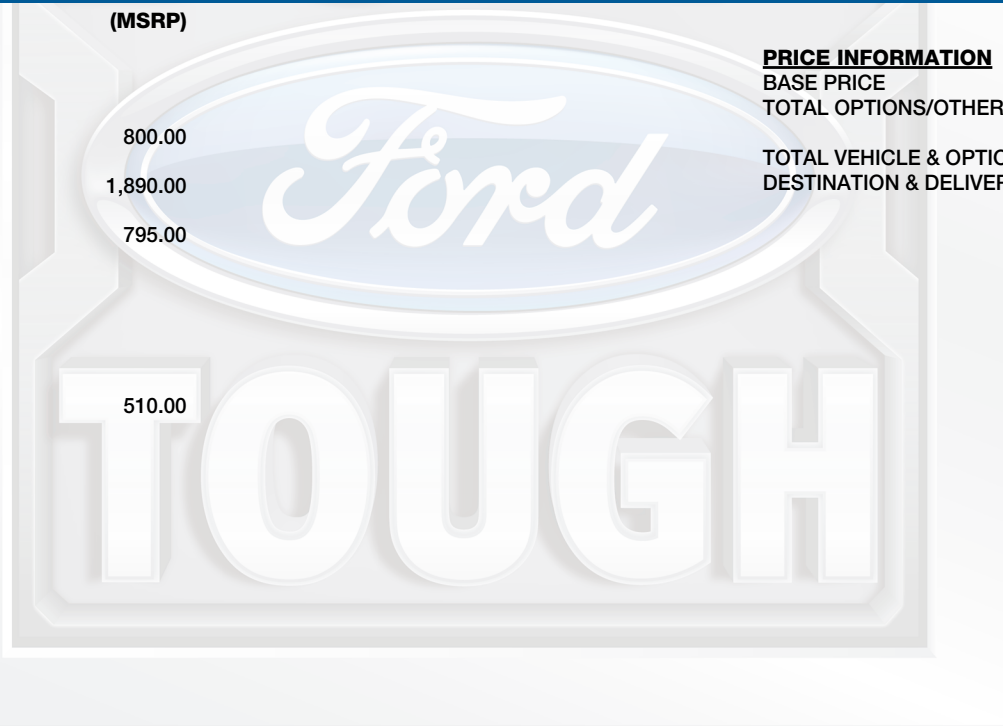 (MSRP)
PRICE INFORMATION
BASE PRICE
TOTAL OPTIONS/OTHER
800.00
TOTAL VEHICLE & OPTIO
1,890.00
DESTINATION & DELIVER
795.00
Ford
510.00
TOUGH